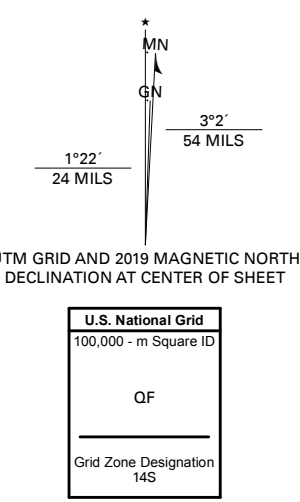 ★
MN
GN
3°2´
54 MILS
1°22´
24 MILS
UTM GRID AND 2019 MAGNETIC NORTH
DECLINATION AT CENTER OF SHEET
U.S. National Grid
100,000 - m Square ID
QF
Grid Zone Designation
14S